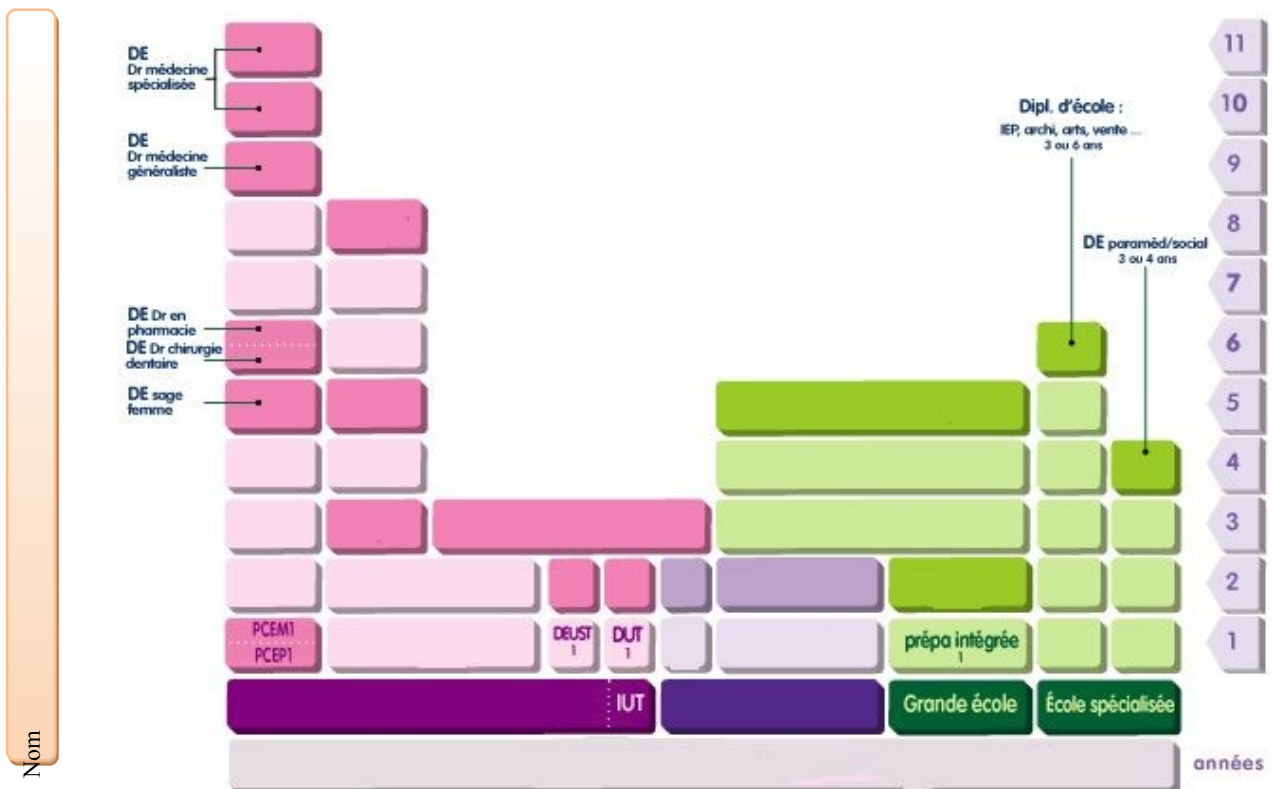 DE
Dr médecine
spécialisée
DE
Dr médecine
généraliste
DE Dr en
pharmacie
DE Dr chirurgie
dentaire
DE sage
femme
Dipl. d'école :
IEP, archi, arts, vente ...
3 ou 6 ans
DE paraméd/social
3 ou 4 ans
11
10
9
8
7
6
5
4
3
2
1
PCEM1
PCEP1
DEUST
1
DUT
1
prépa intégrée
1
IUT
Grande école
École spécialisée
années
Nom